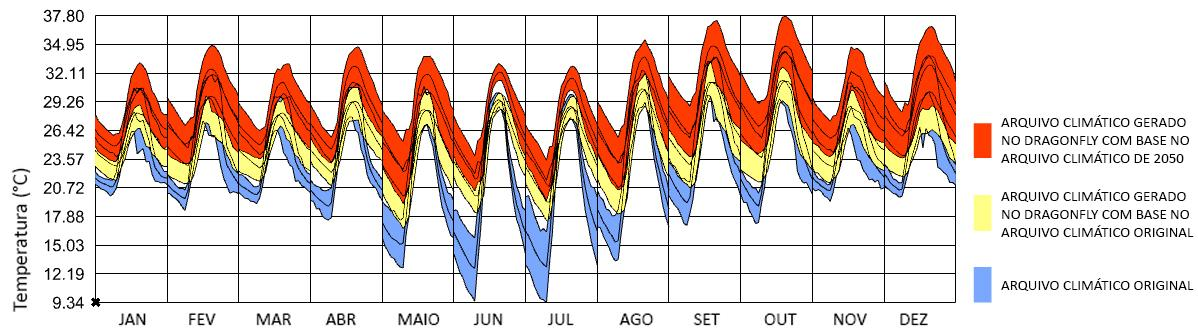 37.80
34.95
32.11
29.26
26.42
23.57
20.72
17.88
15.03
12.19
9.34
Temperatura (°C)
JAN FEV MAR ABR MAIO JUN JUL AGO SET OUT NOV DEZ
ARQUIVO CLIMÁTICO GERADO
NO DRAGONFLY COM BASE NO
ARQUIVO CLIMÁTICO DE 2050
ARQUIVO CLIMÁTICO GERADO
NO DRAGONFLY COM BASE NO
ARQUIVO CLIMÁTICO ORIGINAL
ARQUIVO CLIMÁTICO ORIGINAL